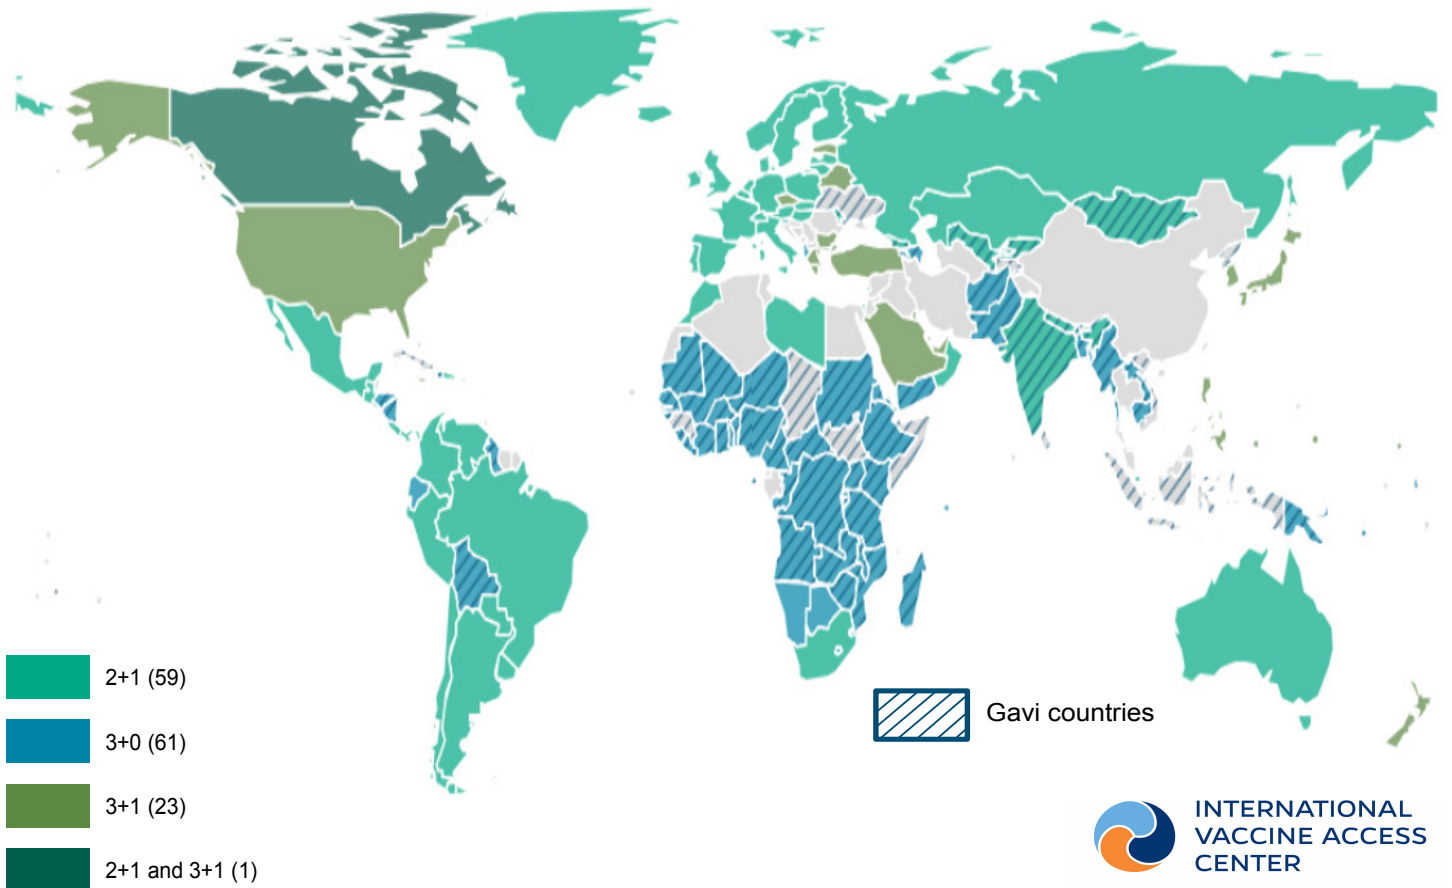 2+1 (59)
3+0 (61)
3+1 (23)
2+1 and 3+1 (1)
Gavi countries
INTERNATIONAL
VACCINE ACCESS
CENTER